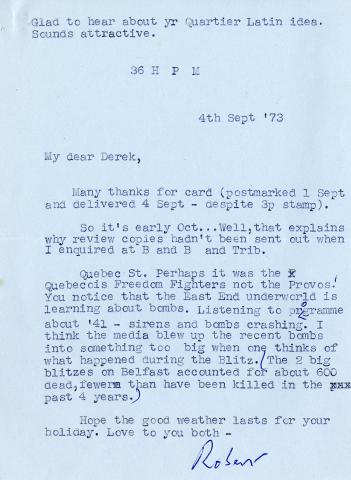 Glad to hear about yr Quartier Latin idea.
Sounds attractive.
36 H P M
4th Sept '73
My dear Derek,
Many thanks for card (postmarked 1 Sept
and delivered 4 Sept - despite 3p stamp).
So it's early Oct...Well,that explains
why review copies hadn't been sent out when
I enquired at B and B and Trib.
Quebec St. Perhaps it was the X
Quebecois Freedom Fighters not the Provos!
You notice that the East End underworld is
learning about bombs. Listening to programme
about '41 - sirens and bombs crashing. I
think the media blew up the recent bombs
into something too big when one thinks of
what happened during the Blitz.(The 2 big
blitzes on Belfast accounted for about 600
dead,fewerm than have been killed in the xxx
past 4 years.)
Hope the good weather lasts for your
holiday. Love to you both -
Robert